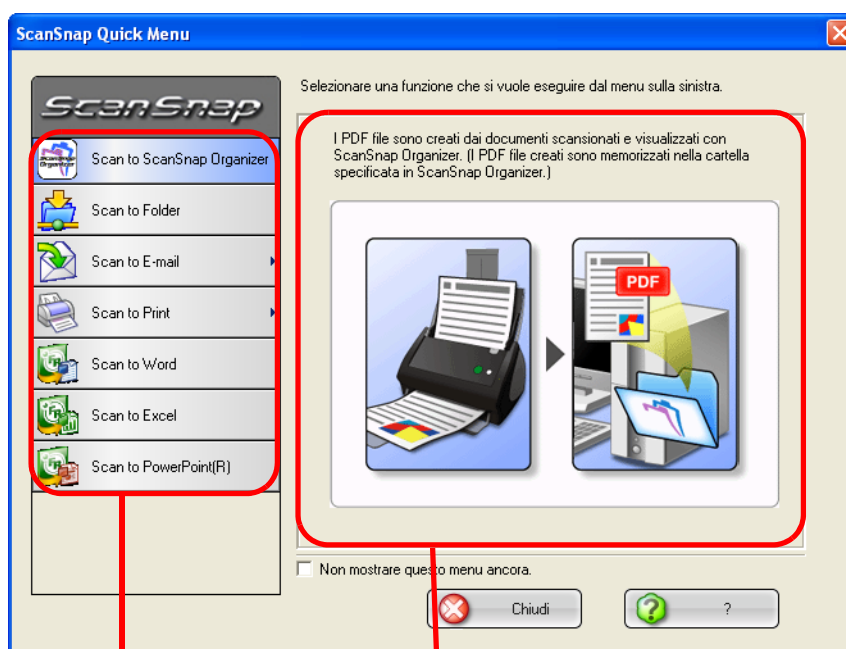 ScanSnap Quick Menu
Selezionare una funzione che si vuole eseguire dal menu sulla sinistra.
ScanSnap
Scan to ScanSnap Organizer
Scan to Folder
Scan to E-mail
Scan to Print
Scan to Word
Scan to Excel
Scan to PowerPoint(R)
I PDF file sono creati dai documenti scansionati e visualizzati con
ScanSnap Organizer. (I PDF file creati sono memorizzati nella cartella
specificata in ScanSnap Organizer.)
PDF
Non mostrare questo menu ancora.
Chiudi
?